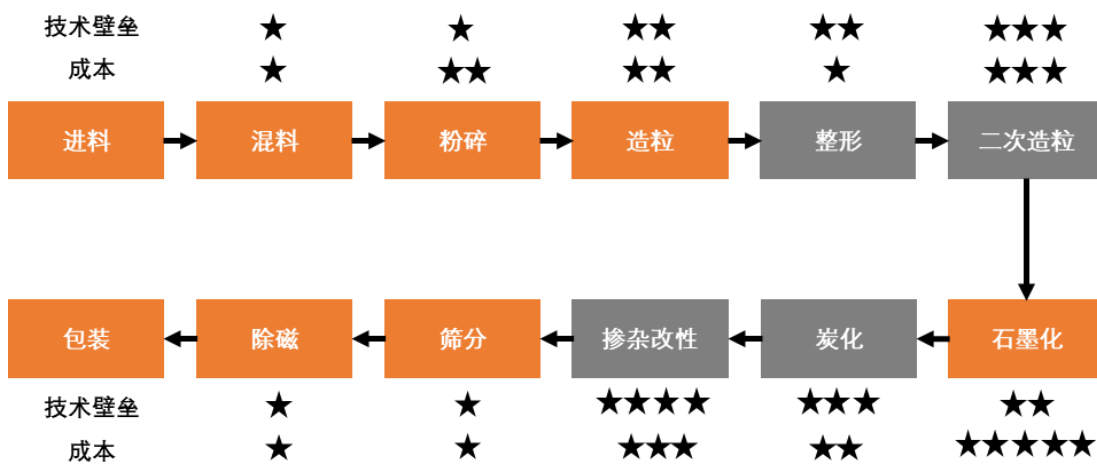 技术壁垒 ★ ★ ★★ ★★ ★★★
成本 ★ ★★ ★★ ★ ★★★
进料 混料 粉碎 造粒 整形 二次造粒
包装 除磁 筛分 掺杂改性 炭化 石墨化
技术壁垒 ★ ★ ★★★★ ★★★ ★★
成本 ★ ★ ★★★ ★★ ★★★★★